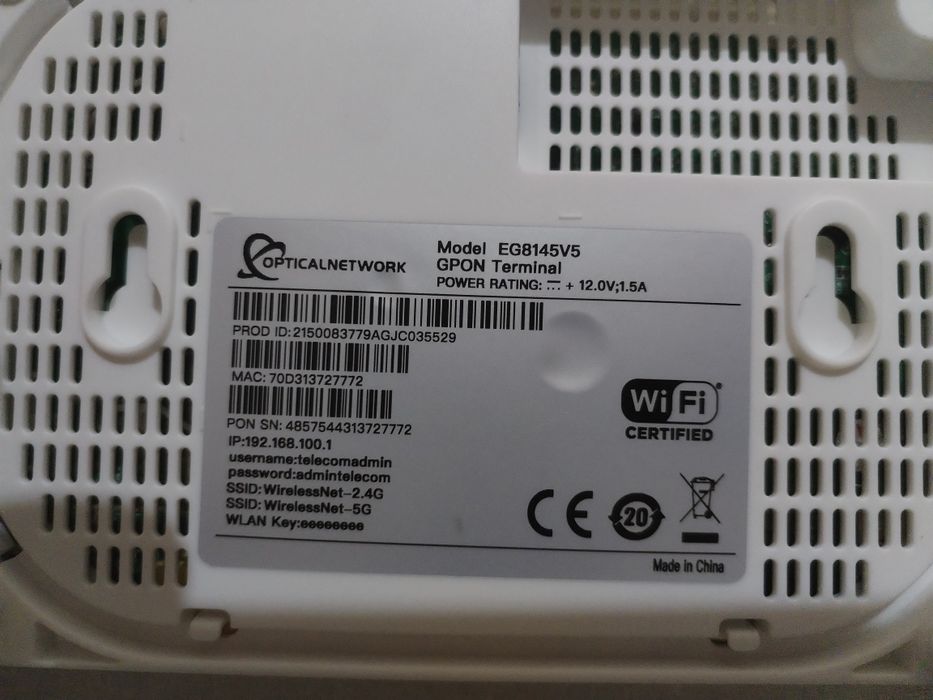 OPTICALNETWORK
Model EG8145V5
GPON Terminal
POWER RATING: ⎓ + 12.0V;1.5A
PROD ID:2150083779AGJC035529
MAC: 70D313727772
PON SN: 4857544313727772
IP:192.168.100.1
username:telecomadmin
password:admintelecom
SSID: WirelessNet-2.4G
SSID: WirelessNet-5G
WLAN Key:eeeeeeee
Wi Fi®
CERTIFIED
CE
20
Made in China